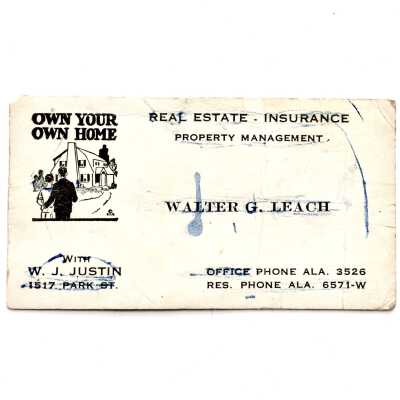 OWN YOUR
OWN HOME
REAL ESTATE - INSURANCE
PROPERTY MANAGEMENT
WALTER G. LEACH
WITH
W. J. JUSTIN
1517 PARK ST.
OFFICE PHONE ALA. 3526
RES. PHONE ALA. 6571-W